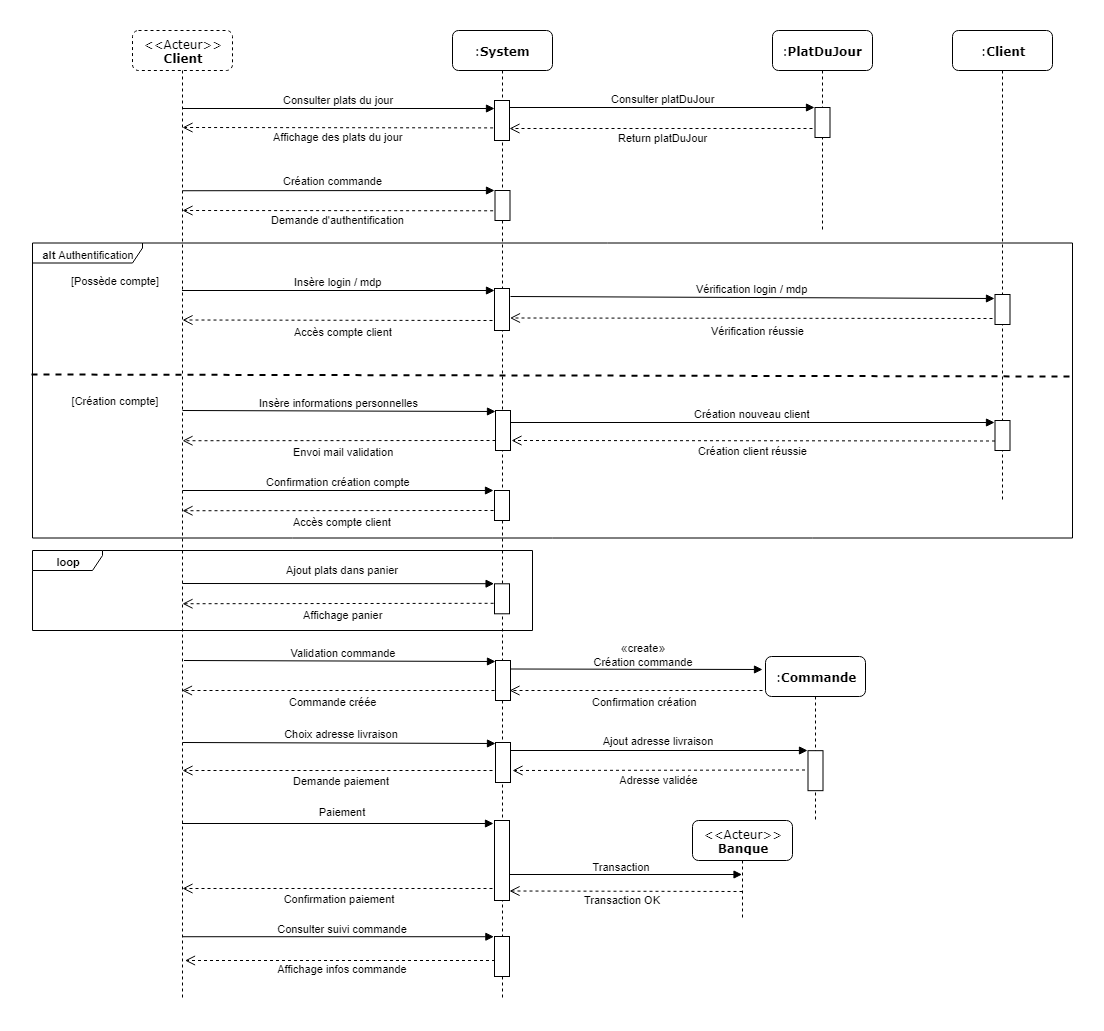 <<Acteur>>
Client
:System
:PlatDuJour
:Client
Consulter plats du jour
Consulter platDuJour
Affichage des plats du jour
Return platDuJour
Création commande
Demande d'authentification
alt Authentification
[Possède compte]
Insère login / mdp
Vérification login / mdp
Accès compte client
Vérification réussie
[Création compte]
Insère informations personnelles
Création nouveau client
Envoi mail validation
Création client réussie
Confirmation création compte
Accès compte client
loop
Ajout plats dans panier
Affichage panier
Validation commande
«create»
Création commande
:Commande
Commande créée
Confirmation création
Choix adresse livraison
Ajout adresse livraison
Demande paiement
Adresse validée
Paiement
<<Acteur>>
Banque
Transaction
Confirmation paiement
Transaction OK
Consulter suivi commande
Affichage infos commande